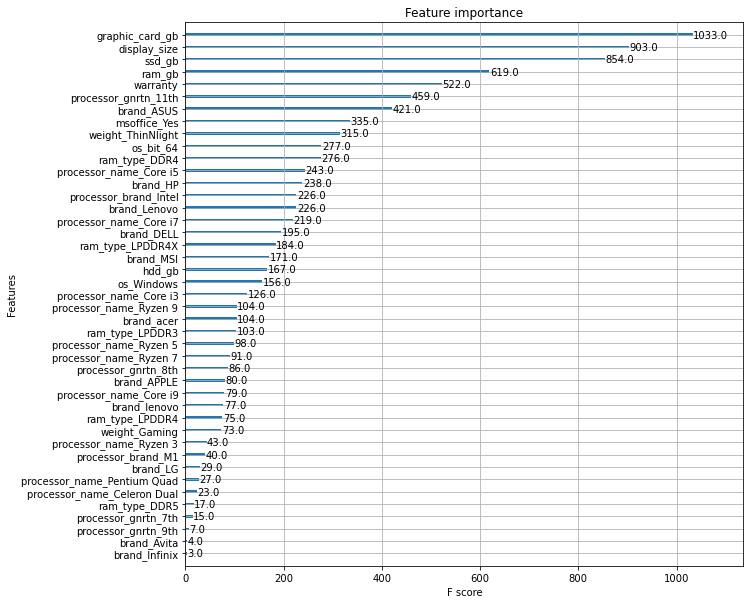 Feature importance
graphic_card_gb 1033.0
display_size 903.0
ssd_gb 854.0
ram_gb 619.0
warranty 522.0
processor_gnrtn_11th 459.0
brand_ASUS 421.0
msoffice_Yes 335.0
weight_ThinNlight 315.0
os_bit_64 277.0
ram_type_DDR4 276.0
processor_name_Core i5 243.0
brand_HP 238.0
processor_brand_Intel 226.0
brand_Lenovo 226.0
processor_name_Core i7 219.0
brand_DELL 195.0
ram_type_LPDDR4X 184.0
brand_MSI 171.0
hdd_gb 167.0
os_Windows 156.0
processor_name_Core i3 126.0
processor_name_Ryzen 9 104.0
brand_acer 104.0
ram_type_LPDDR3 103.0
processor_name_Ryzen 5 98.0
processor_name_Ryzen 7 91.0
processor_gnrtn_8th 86.0
brand_APPLE 80.0
processor_name_Core i9 79.0
brand_lenovo 77.0
ram_type_LPDDR4 75.0
weight_Gaming 73.0
processor_name_Ryzen 3 43.0
processor_brand_M1 40.0
brand_LG 29.0
processor_name_Pentium Quad 27.0
processor_name_Celeron Dual 23.0
ram_type_DDR5 17.0
processor_gnrtn_7th 15.0
processor_gnrtn_9th 7.0
brand_Avita 4.0
brand_Infinix 3.0
0 200 400 600 800 1000
F score
Features